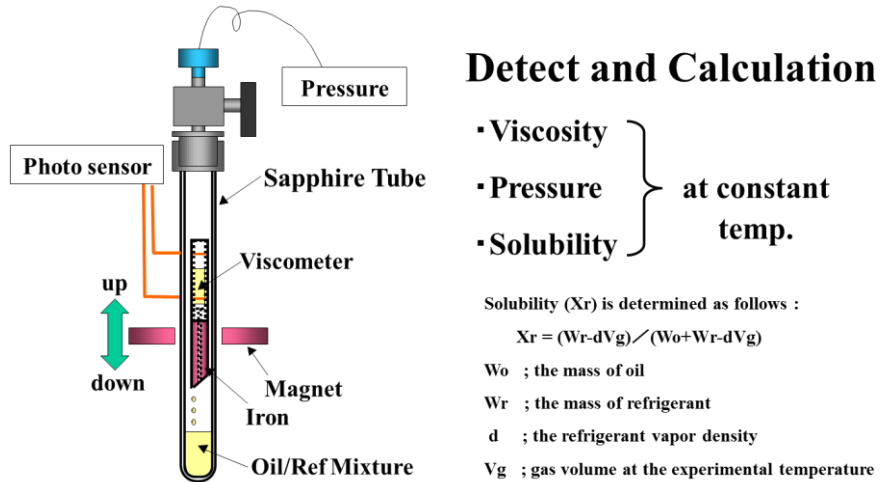 Pressure
Photo sensor
Sapphire Tube
Viscometer
up
down
Magnet
Iron
Oil/Ref Mixture
Detect and Calculation
・Viscosity
・Pressure
・Solubility
at constant
temp.
Solubility (Xr) is determined as follows :
Xr = (Wr-dVg)／(Wo+Wr-dVg)
Wo ; the mass of oil
Wr ; the mass of refrigerant
d ; the refrigerant vapor density
Vg ; gas volume at the experimental temperature